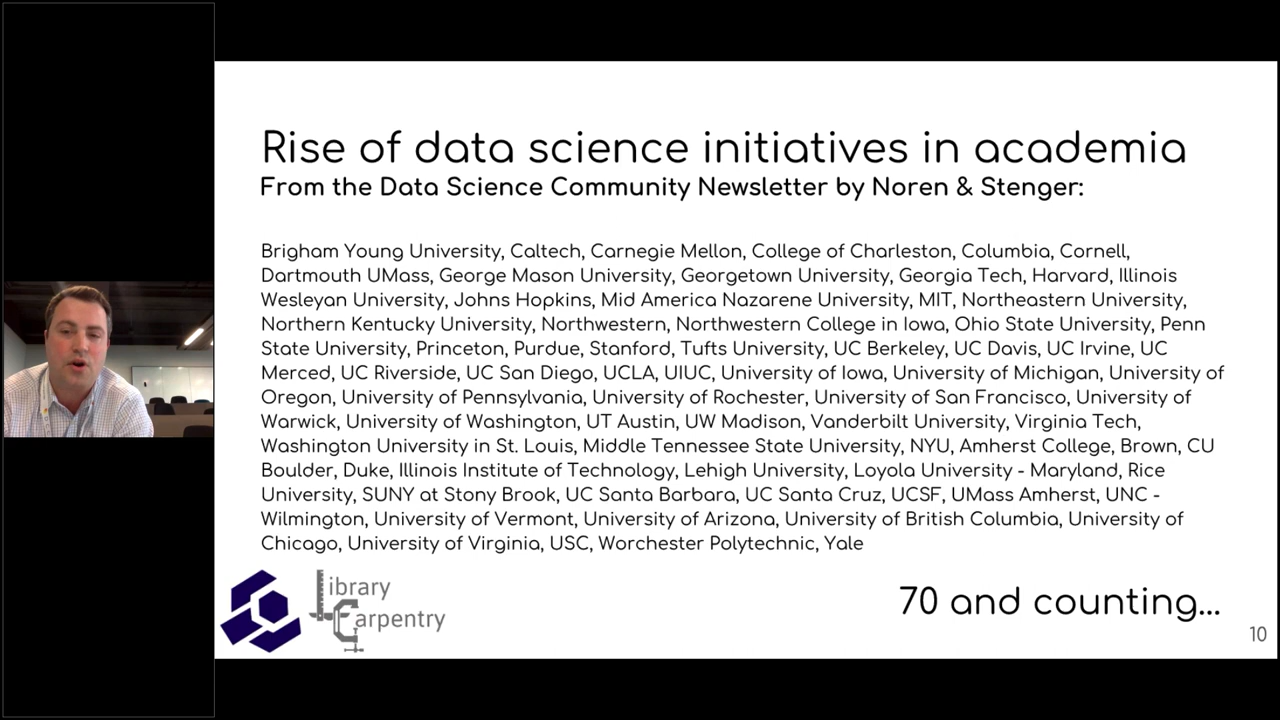 Rise of data science initiatives in academia
From the Data Science Community Newsletter by Noren & Stenger:
Brigham Young University, Caltech, Carnegie Mellon, College of Charleston, Columbia, Cornell,
Dartmouth UMass, George Mason University, Georgetown University, Georgia Tech, Harvard, Illinois
Wesleyan University, Johns Hopkins, Mid America Nazarene University, MIT, Northeastern University,
Northern Kentucky University, Northwestern, Northwestern College in Iowa, Ohio State University, Penn
State University, Princeton, Purdue, Stanford, Tufts University, UC Berkeley, UC Davis, UC Irvine, UC
Merced, UC Riverside, UC San Diego, UCLA, UIUC, University of Iowa, University of Michigan, University of
Oregon, University of Pennsylvania, University of Rochester, University of San Francisco, University of
Warwick, University of Washington, UT Austin, UW Madison, Vanderbilt University, Virginia Tech,
Washington University in St. Louis, Middle Tennessee State University, NYU, Amherst College, Brown, CU
Boulder, Duke, Illinois Institute of Technology, Lehigh University, Loyola University - Maryland, Rice
University, SUNY at Stony Brook, UC Santa Barbara, UC Santa Cruz, UCSF, UMass Amherst, UNC -
Wilmington, University of Vermont, University of Arizona, University of British Columbia, University of
Chicago, University of Virginia, USC, Worchester Polytechnic, Yale
Library
Carpentry
70 and counting...
10